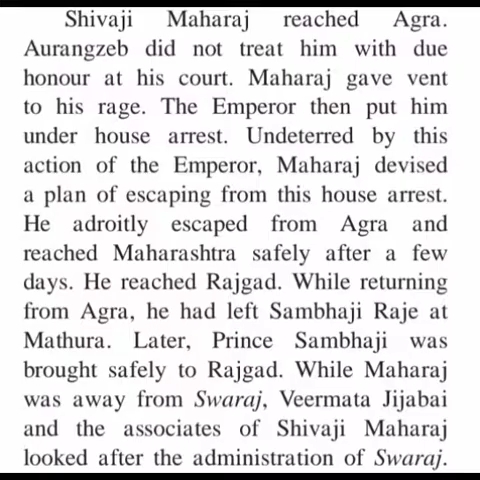 Shivaji Maharaj reached Agra.
Aurangzeb did not treat him with due
honour at his court. Maharaj gave vent
to his rage. The Emperor then put him
under house arrest. Undeterred by this
action of the Emperor, Maharaj devised
a plan of escaping from this house arrest.
He adroitly escaped from Agra and
reached Maharashtra safely after a few
days. He reached Rajgad. While returning
from Agra, he had left Sambhaji Raje at
Mathura. Later, Prince Sambhaji was
brought safely to Rajgad. While Maharaj
was away from Swaraj, Veermata Jijabai
and the associates of Shivaji Maharaj
looked after the administration of Swaraj.